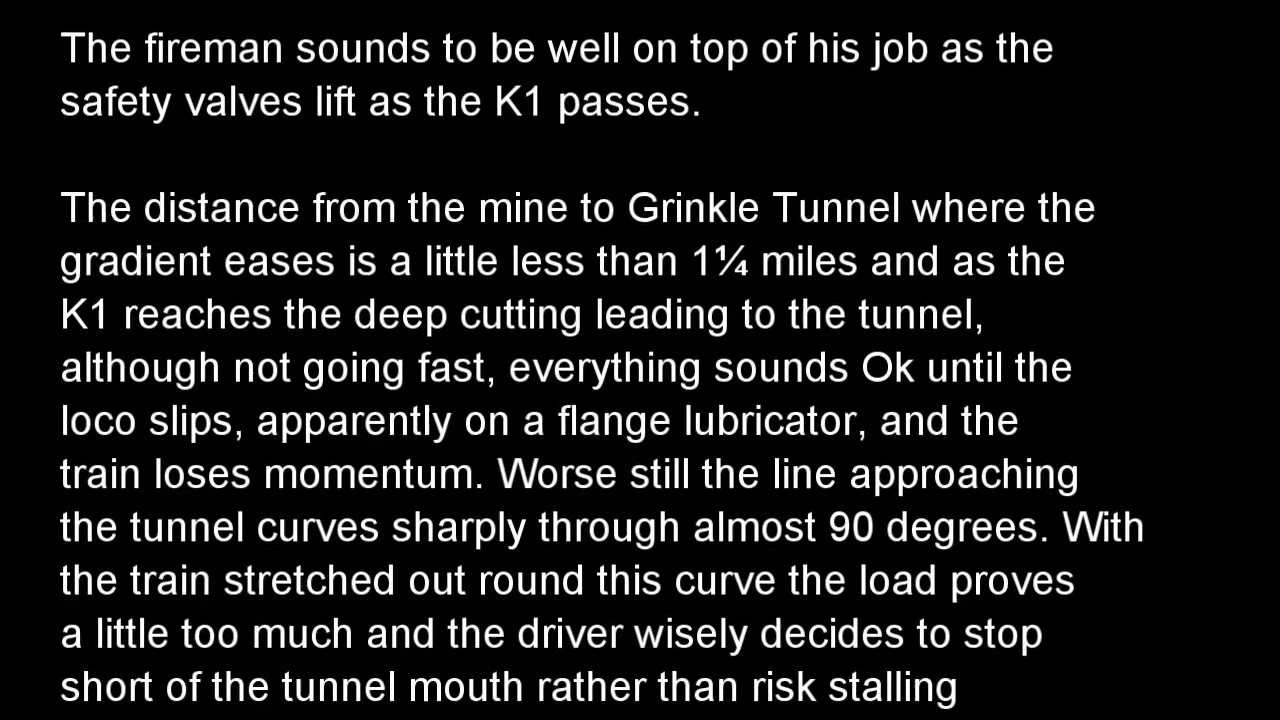 The fireman sounds to be well on top of his job as the
safety valves lift as the K1 passes.
The distance from the mine to Grinkle Tunnel where the
gradient eases is a little less than 1¼ miles and as the
K1 reaches the deep cutting leading to the tunnel,
although not going fast, everything sounds Ok until the
loco slips, apparently on a flange lubricator, and the
train loses momentum. Worse still the line approaching
the tunnel curves sharply through almost 90 degrees. With
the train stretched out round this curve the load proves
a little too much and the driver wisely decides to stop
short of the tunnel mouth rather than risk stalling